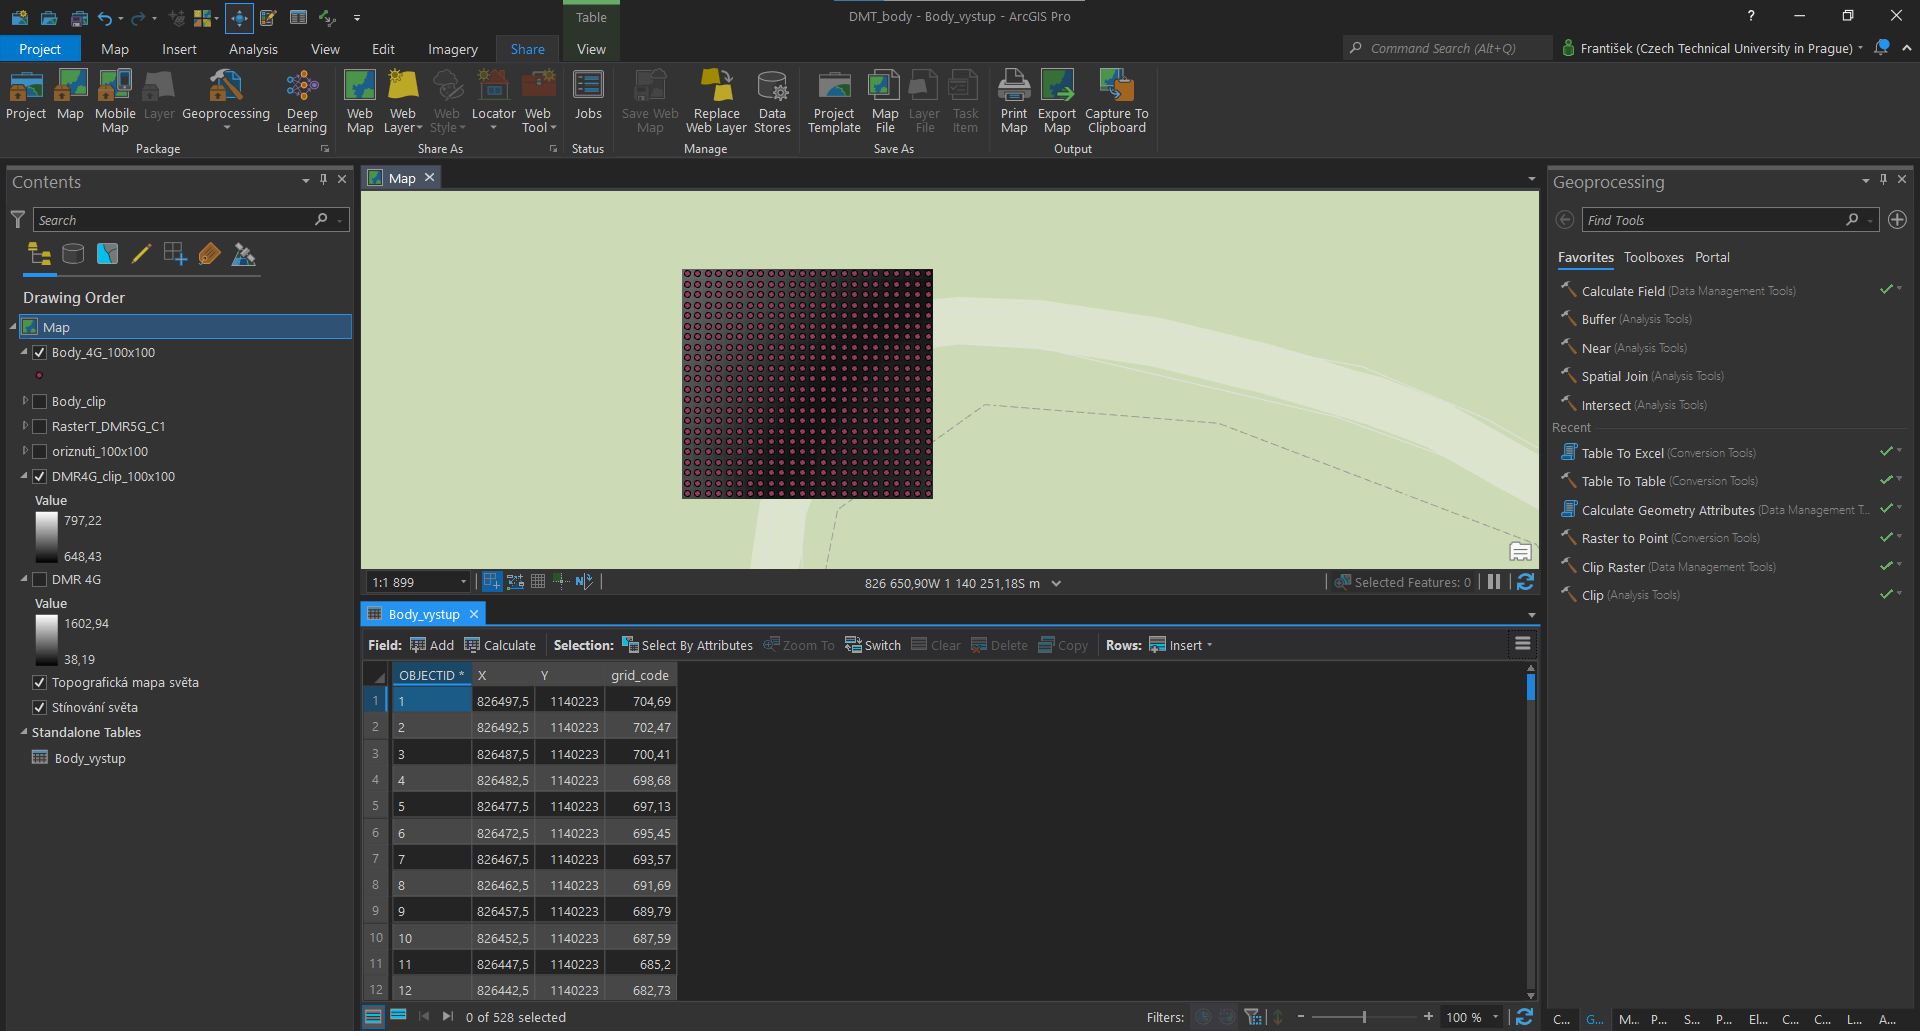 Table
DMT_body - Body_vystup - ArcGIS Pro
?
Project
Map
Insert
Analysis
View
Edit
Imagery
Share
View
Command Search (Alt+Q)
František (Czech Technical University in Prague)
Project
Map
Mobile Map
Layer
Geoprocessing
Deep Learning
Web Map
Web Layer
Web Style
Locator
Web Tool
Jobs
Save Web Map
Replace Web Layer
Data Stores
Project Template
Map File
Layer File
Task Item
Print Map
Export Map
Capture To Clipboard
Package
Share As
Status
Manage
Save As
Output
Contents
Search
Drawing Order
Map
Body_4G_100x100
Body_clip
RasterT_DMR5G_C1
oriznuti_100x100
DMR4G_clip_100x100
Value
797,22
648,43
DMR 4G
Value
1602,94
38,19
Topografická mapa světa
Stínování světa
Standalone Tables
Body_vystup
Map
1:1 899
826 650,90W 1 140 251,18S m
Selected Features: 0
Body_vystup
Field:
Add
Calculate
Selection:
Select By Attributes
Zoom To
Switch
Clear
Delete
Copy
Rows:
Insert
OBJECTID * X Y grid_code
1 1 826497,5 1140223 704,69
2 2 826492,5 1140223 702,47
3 3 826487,5 1140223 700,41
4 4 826482,5 1140223 698,68
5 5 826477,5 1140223 697,13
6 6 826472,5 1140223 695,45
7 7 826467,5 1140223 693,57
8 8 826462,5 1140223 691,69
9 9 826457,5 1140223 689,79
10 10 826452,5 1140223 687,59
11 11 826447,5 1140223 685,2
12 12 826442,5 1140223 682,73
0 of 528 selected
Filters:
100 %
Geoprocessing
Find Tools
Favorites
Toolboxes
Portal
Calculate Field (Data Management Tools)
Buffer (Analysis Tools)
Near (Analysis Tools)
Spatial Join (Analysis Tools)
Intersect (Analysis Tools)
Recent
Table To Excel (Conversion Tools)
Table To Table (Conversion Tools)
Calculate Geometry Attributes (Data Management T...
Raster to Point (Conversion Tools)
Clip Raster (Data Management Tools)
Clip (Analysis Tools)
C...
G...
M...
P...
S...
P...
El...
C...
C...
L...
A...